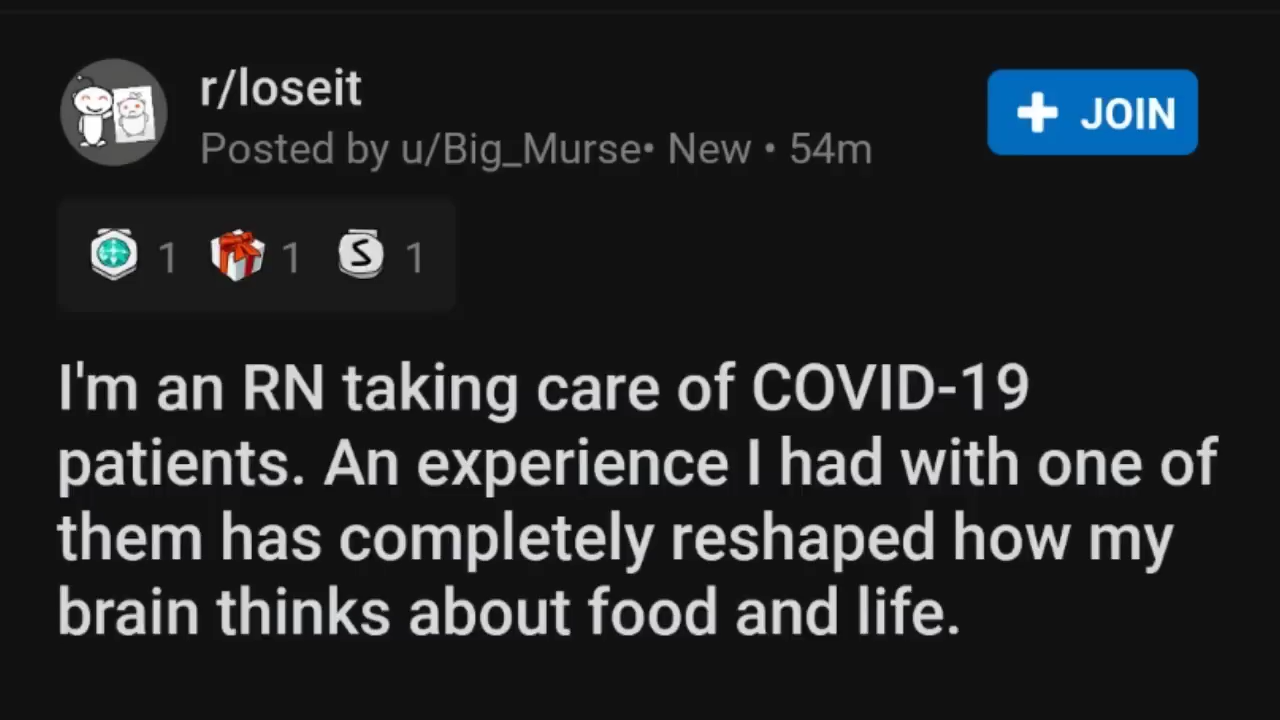 r/loseit
JOIN
Posted by u/Big_Murse• New • 54m
1 1 S 1
I'm an RN taking care of COVID-19
patients. An experience I had with one of
them has completely reshaped how my
brain thinks about food and life.